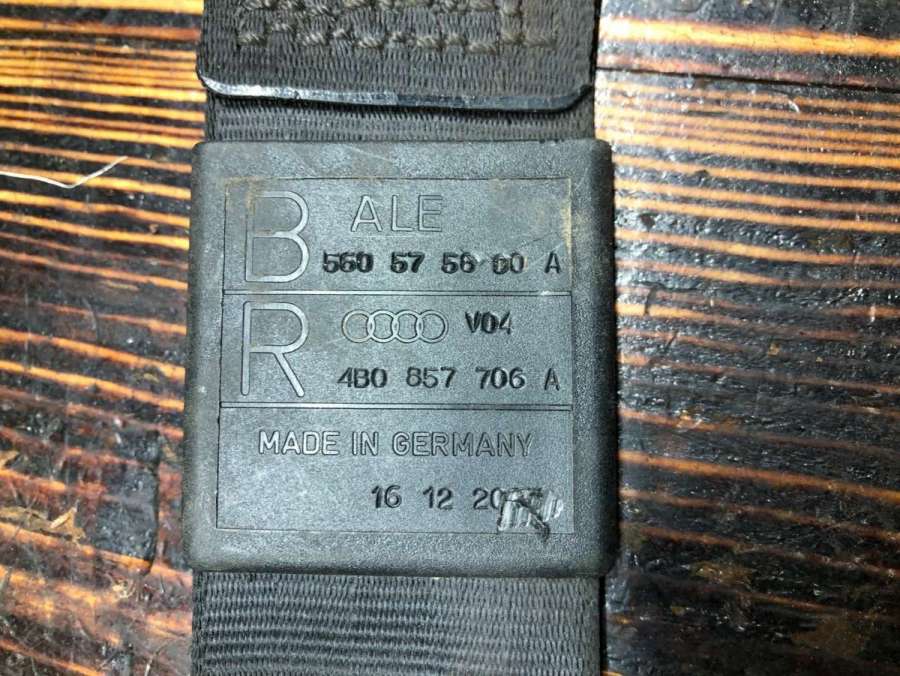 B ALE
560 57 56 00 A
R V04
4B0 857 706 A
MADE IN GERMANY
16 12